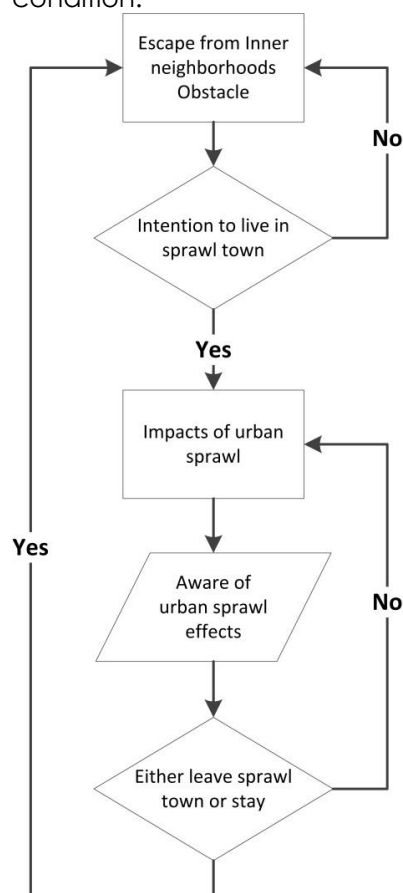 condition.
Escape from Inner
neighborhoods
Obstacle
No
Intention to live in
sprawl town
Yes
Impacts of urban
sprawl
Yes
Aware of
urban sprawl
effects
No
Either leave sprawl
town or stay